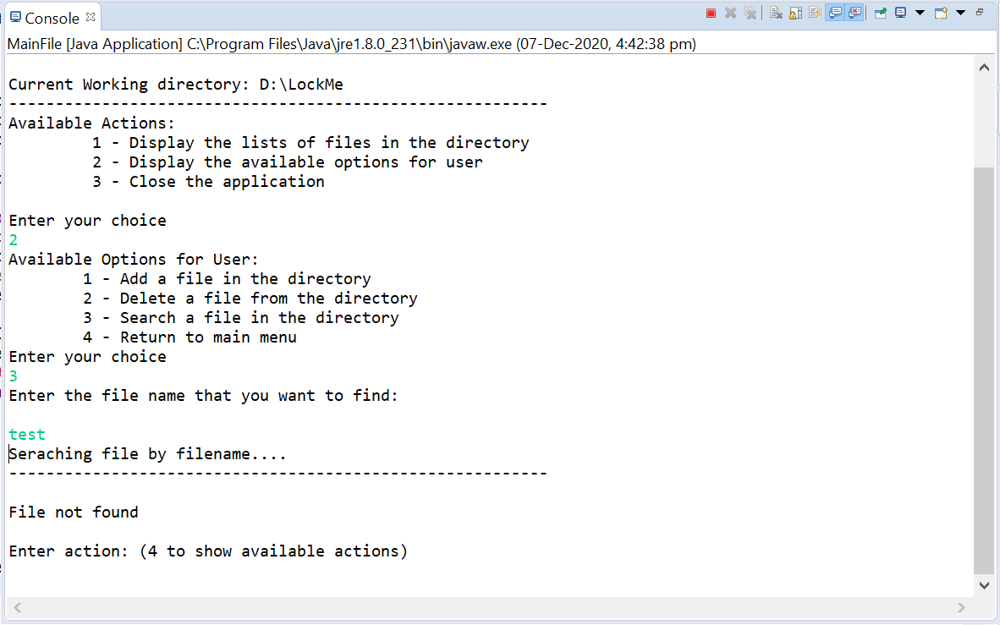 Console
MainFile [Java Application] C:\Program Files\Java\jre1.8.0_231\bin\javaw.exe (07-Dec-2020, 4:42:38 pm)
Current Working directory: D:\LockMe
----------------------------------------------------------
Available Actions:
1 - Display the lists of files in the directory
2 - Display the available options for user
3 - Close the application
Enter your choice
2
Available Options for User:
1 - Add a file in the directory
2 - Delete a file from the directory
3 - Search a file in the directory
4 - Return to main menu
Enter your choice
3
Enter the file name that you want to find:
test
Seraching file by filename....
----------------------------------------------------------
File not found
Enter action: (4 to show available actions)